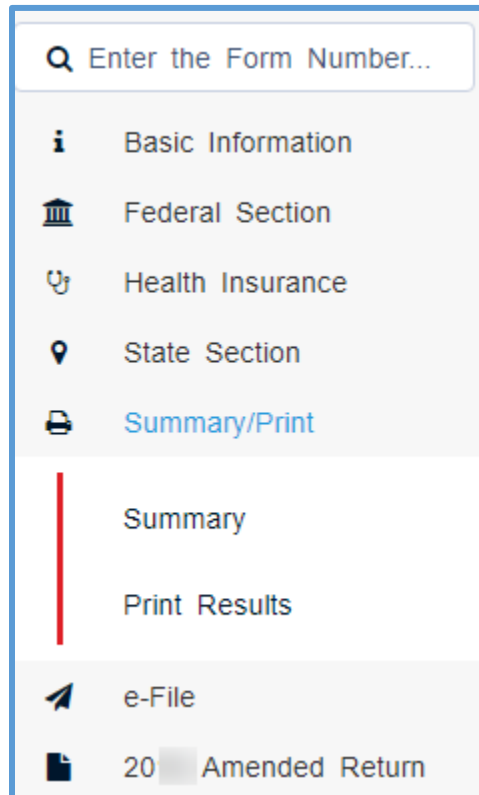 Enter the Form Number...
Basic Information
Federal Section
Health Insurance
State Section
Summary/Print
Summary
Print Results
e-File
Amended Return